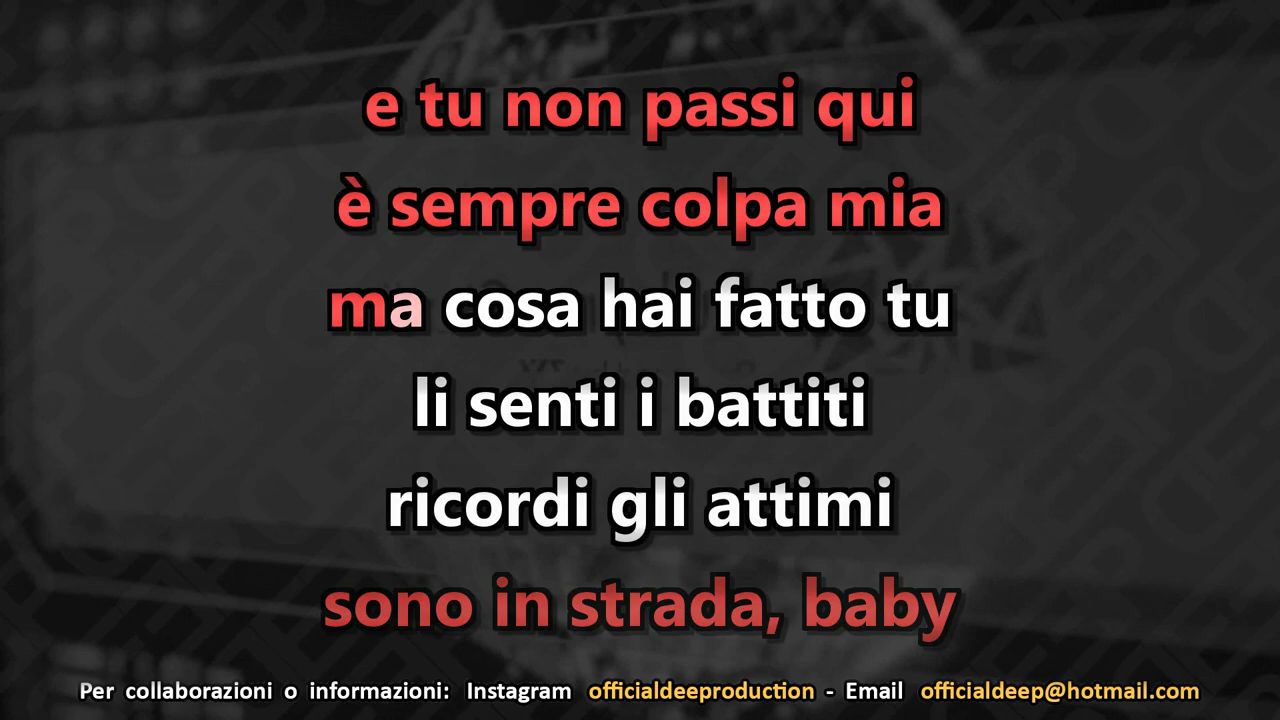 e tu non passi qui
è sempre colpa mia
ma cosa hai fatto tu
li senti i battiti
ricordi gli attimi
sono in strada, baby
Per collaborazioni o informazioni: Instagram officialdeeproduction - Email officialdeep@hotmail.com